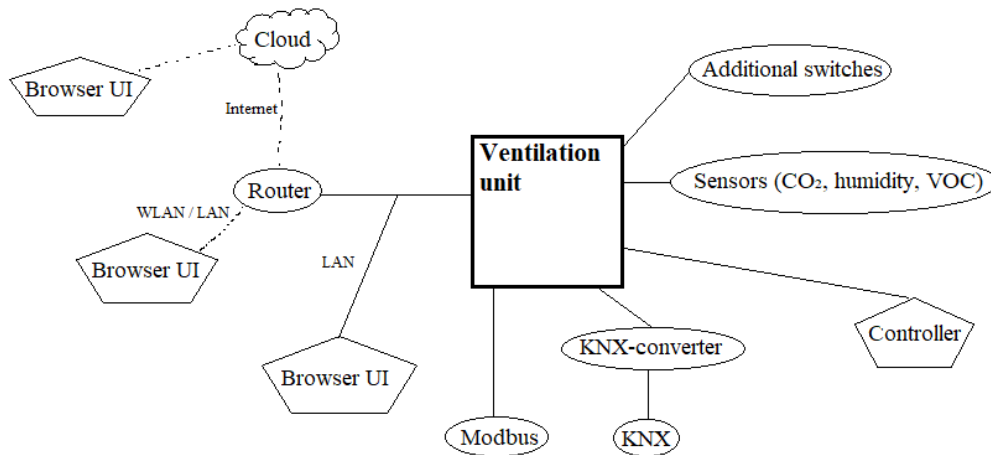 Cloud
Browser UI
Internet
Additional switches
Ventilation
unit
Sensors (CO₂, humidity, VOC)
Router
WLAN / LAN
Browser UI
LAN
Controller
KNX-converter
Browser UI
Modbus
KNX